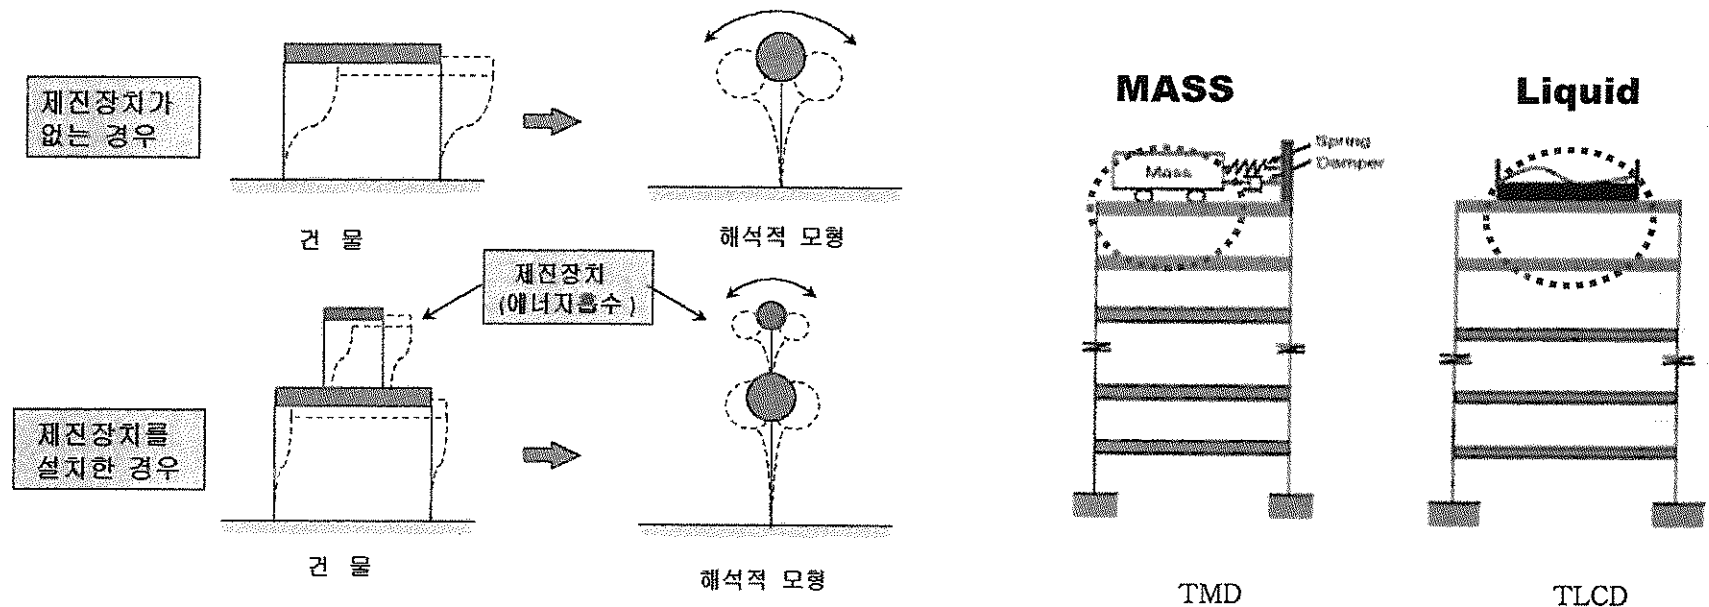 제진장치가
없는 경우
건 물
해석적 모형
제진장치
(에너지흡수)
제진장치를
설치한 경우
건 물
해석적 모형
MASS
Spring
Damper
Mass
TMD
Liquid
TLCD